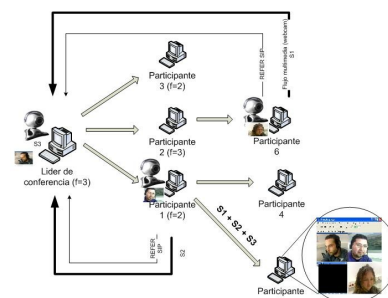 Participante
3 (f=2)
REFER SIP
Flujo multimedia (webcam)
S1
S3
Lider de
conferencia (f=3)
Participante
2 (f=3)
Participante
6
Participante
1 (f=2)
Participante
4
S1 + S2 + S3
REFER
SIP
S2
Participante